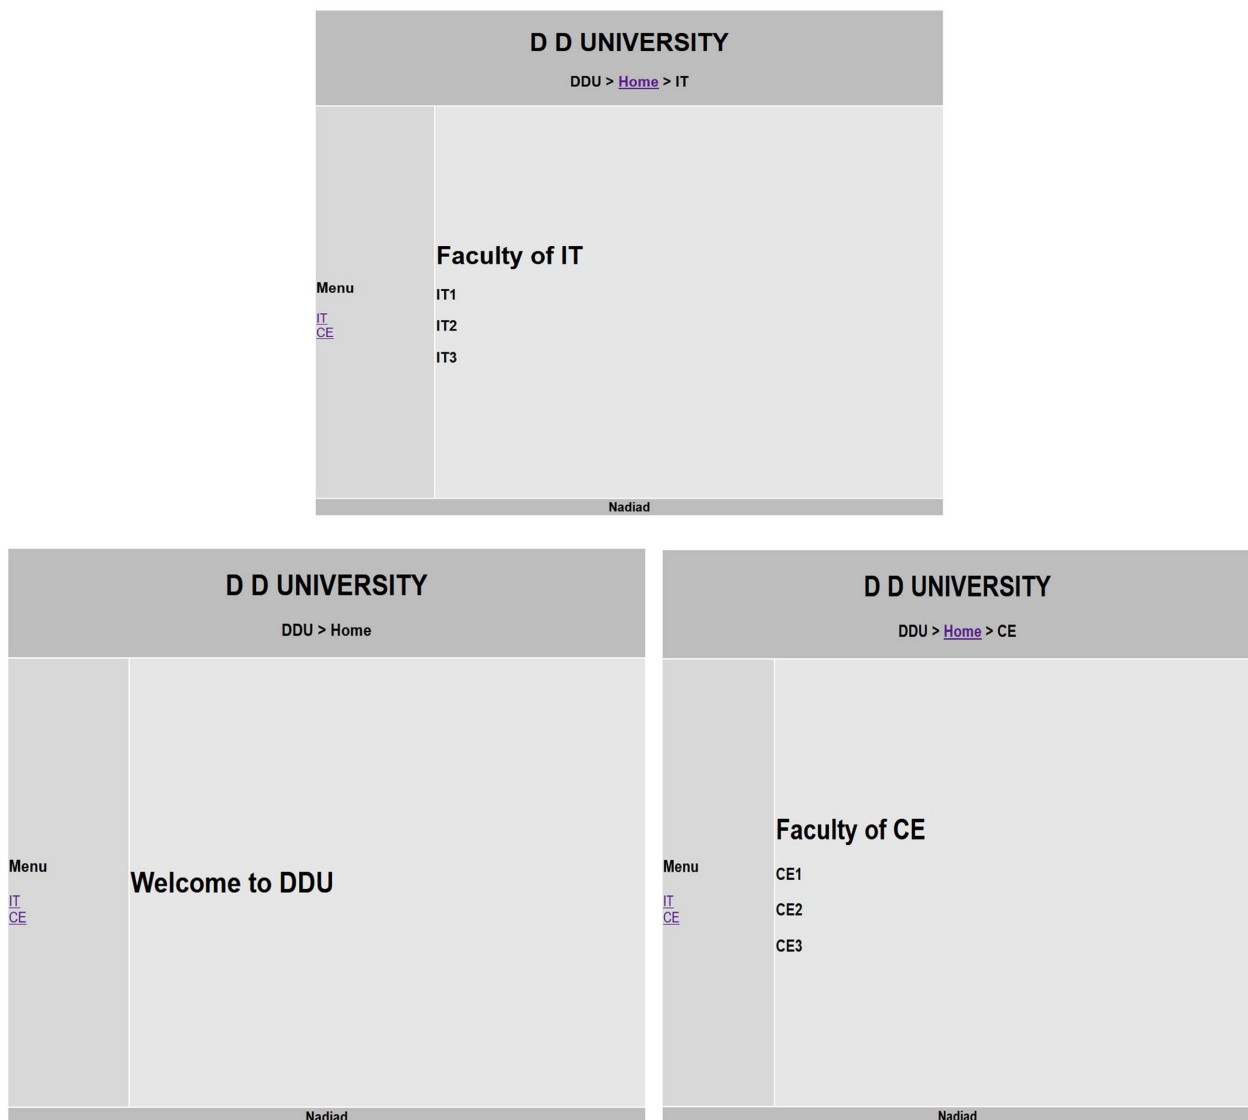 D D UNIVERSITY
DDU > Home > IT
Menu
IT
CE
Faculty of IT
IT1
IT2
IT3
Nadiad
D D UNIVERSITY
DDU > Home
Menu
IT
CE
Welcome to DDU
Nadiad
D D UNIVERSITY
DDU > Home > CE
Menu
IT
CE
Faculty of CE
CE1
CE2
CE3
Nadiad